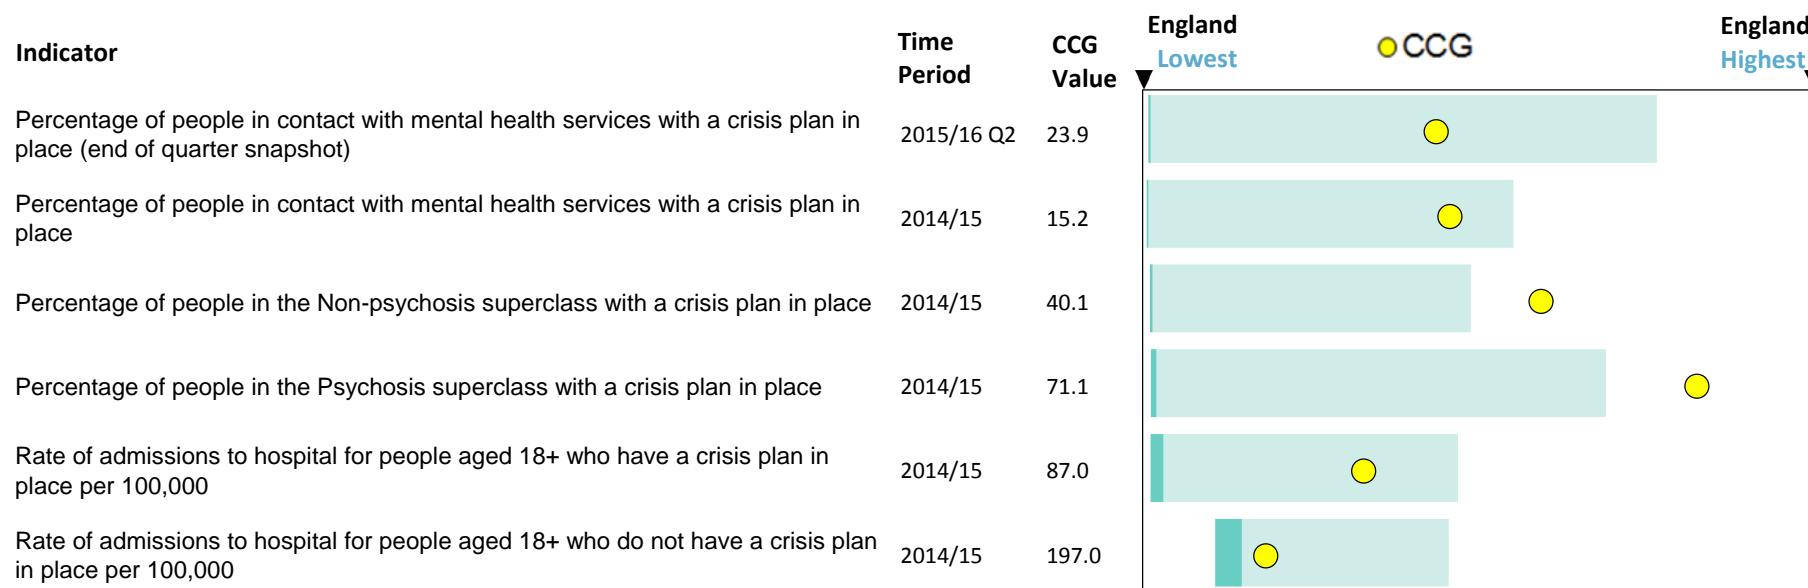 Indicator
Time
Period
CCG
Value
England
Lowest
CCG
England
Highest
Percentage of people in contact with mental health services with a crisis plan in
place (end of quarter snapshot)
2015/16 Q2
23.9
Percentage of people in contact with mental health services with a crisis plan in
place
2014/15
15.2
Percentage of people in the Non-psychosis superclass with a crisis plan in place
2014/15
40.1
Percentage of people in the Psychosis superclass with a crisis plan in place
2014/15
71.1
Rate of admissions to hospital for people aged 18+ who have a crisis plan in
place per 100,000
2014/15
87.0
Rate of admissions to hospital for people aged 18+ who do not have a crisis plan
in place per 100,000
2014/15
197.0